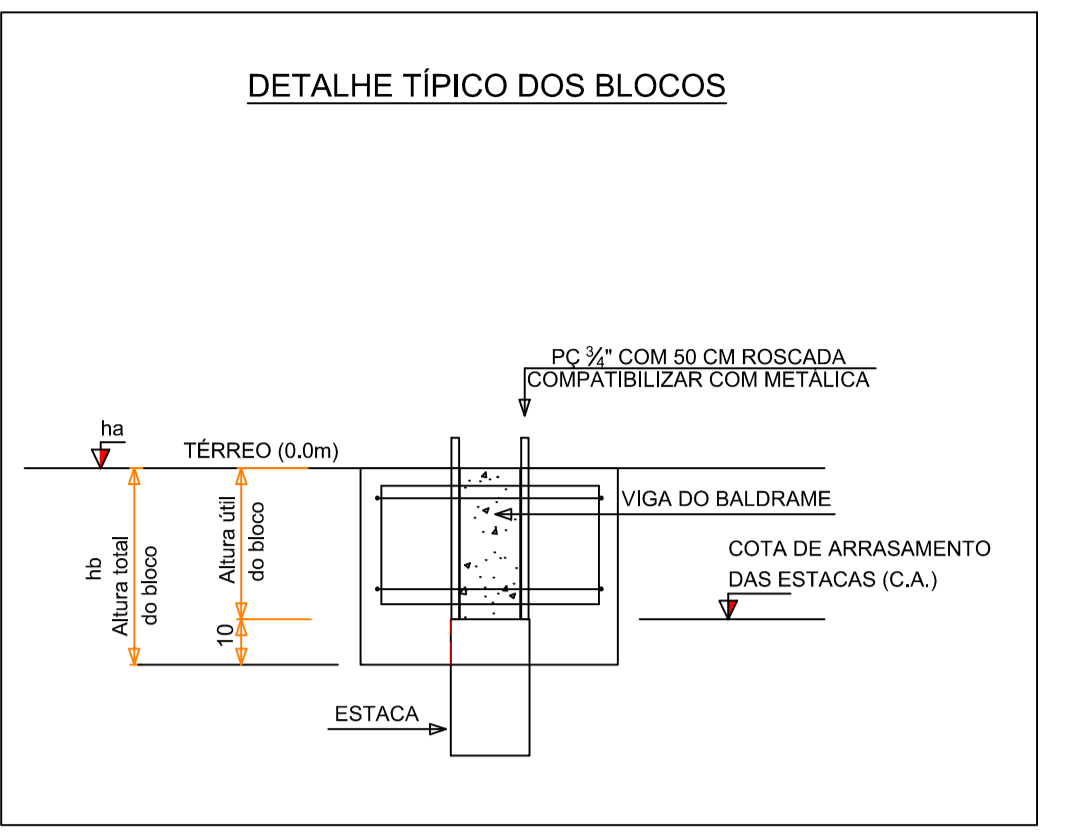 DETALHE TÍPICO DOS BLOCOS
PÇ ¾" COM 50 CM ROSCADA
COMPATIBILIZAR COM METÁLICA
ha
TÉRREO (0.0m)
hb
Altura total
do bloco
Altura útil
do bloco
10
VIGA DO BALDRAME
COTA DE ARRASAMENTO
DAS ESTACAS (C.A.)
ESTACA